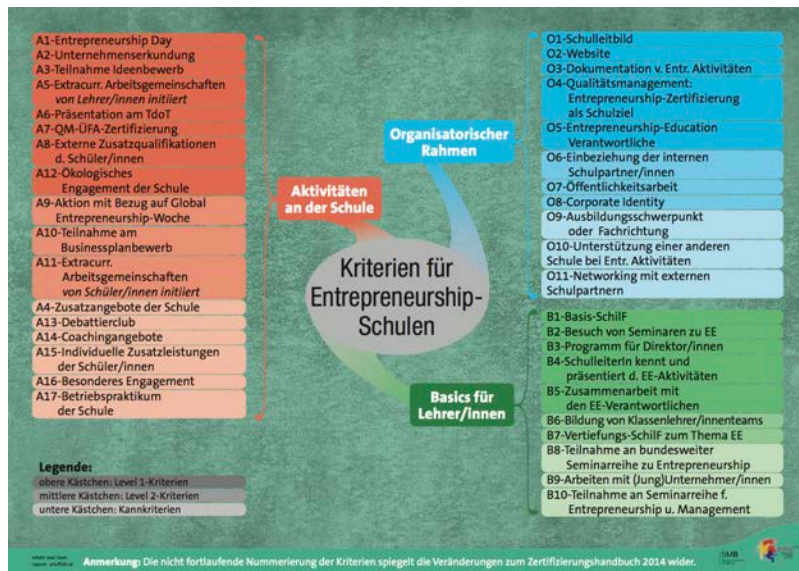 A1-Entrepreneurship Day
A2-Unternehmenserkundung
A3-Teilnahme Ideenbewerb
A5-Extracurr. Arbeitsgemeinschaften
von Lehrer/innen initiiert
A6-Präsentation am TdoT
A7-QM-ÜFA-Zertifizierung
A8-Externe Zusatzqualifikationen
d. Schüler/innen
A12-Ökologisches
Engagement der Schule
A9-Aktion mit Bezug auf Global
Entrepreneurship-Woche
A10-Teilnahme am
Businessplanbewerb
A11-Extracurr.
Arbeitsgemeinschaften
von Schüler/innen initiiert
A4-Zusatzangebote der Schule
A13-Debattierclub
A14-Coachingangebote
A15-Individuelle Zusatzleistungen
der Schüler/innen
A16-Besonderes Engagement
A17-Betriebspraktikum
der Schule
Aktivitäten
an der Schule
Kriterien für
Entrepreneurship-
Schulen
Organisatorischer
Rahmen
O1-Schulleitbild
O2-Website
O3-Dokumentation v. Entr. Aktivitäten
O4-Qualitätsmanagement:
Entrepreneurship-Zertifizierung
als Schulziel
O5-Entrepreneurship-Education
Verantwortliche
O6-Einbeziehung der internen
Schulpartner/innen
O7-Öffentlichkeitsarbeit
O8-Corporate Identity
O9-Ausbildungsschwerpunkt
oder Fachrichtung
O10-Unterstützung einer anderen
Schule bei Entr. Aktivitäten
O11-Networking mit externen
Schulpartnern
Basics für
Lehrer/innen
B1-Basis-SchilF
B2-Besuch von Seminaren zu EE
B3-Programm für Direktor/innen
B4-SchulleiterIn kennt und
präsentiert d. EE-Aktivitäten
B5-Zusammenarbeit mit
den EE-Verantwortlichen
B6-Bildung von Klassenlehrer/innenteams
B7-Vertiefungs-SchilF zum Thema EE
B8-Teilnahme an bundesweiter
Seminarreihe zu Entrepreneurship
B9-Arbeiten mit (Jung)Unternehmer/innen
B10-Teilnahme an Seminarreihe f.
Entrepreneurship u. Management
Legende:
obere Kästchen: Level 1-Kriterien
mittlere Kästchen: Level 2-Kriterien
untere Kästchen: Kannkriterien
Anmerkung: Die nicht fortlaufende Nummerierung der Kriterien spiegelt die Veränderungen zum Zertifizierungshandbuch 2014 wider.